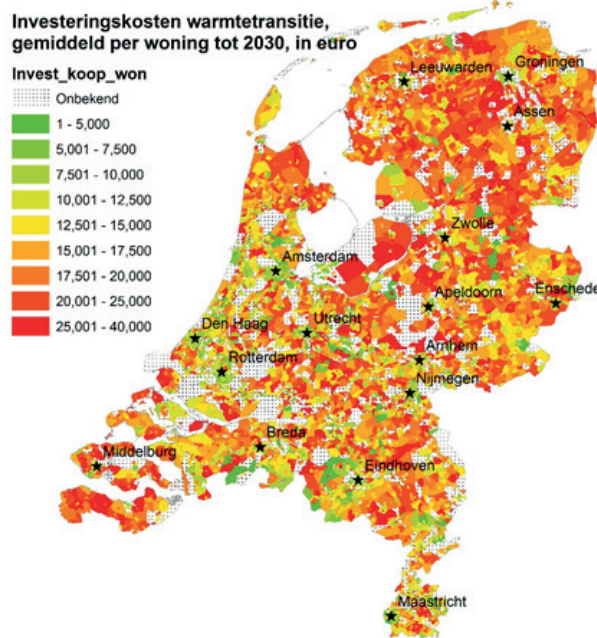 Investeringskosten warmtetransitie,
gemiddeld per woning tot 2030, in euro
Invest_koop_won
Onbekend
1 - 5,000
5,001 - 7,500
7,501 - 10,000
10,001 - 12,500
12,501 - 15,000
15,001 - 17,500
17,501 - 20,000
20,001 - 25,000
25,001 - 40,000
Leeuwarden
Groningen
Assen
Zwolle
Amsterdam
Apeldoorn
Enschede
Den Haag
Utrecht
Rotterdam
Arnhem
Nijmegen
Breda
Middelburg
Eindhoven
Maastricht